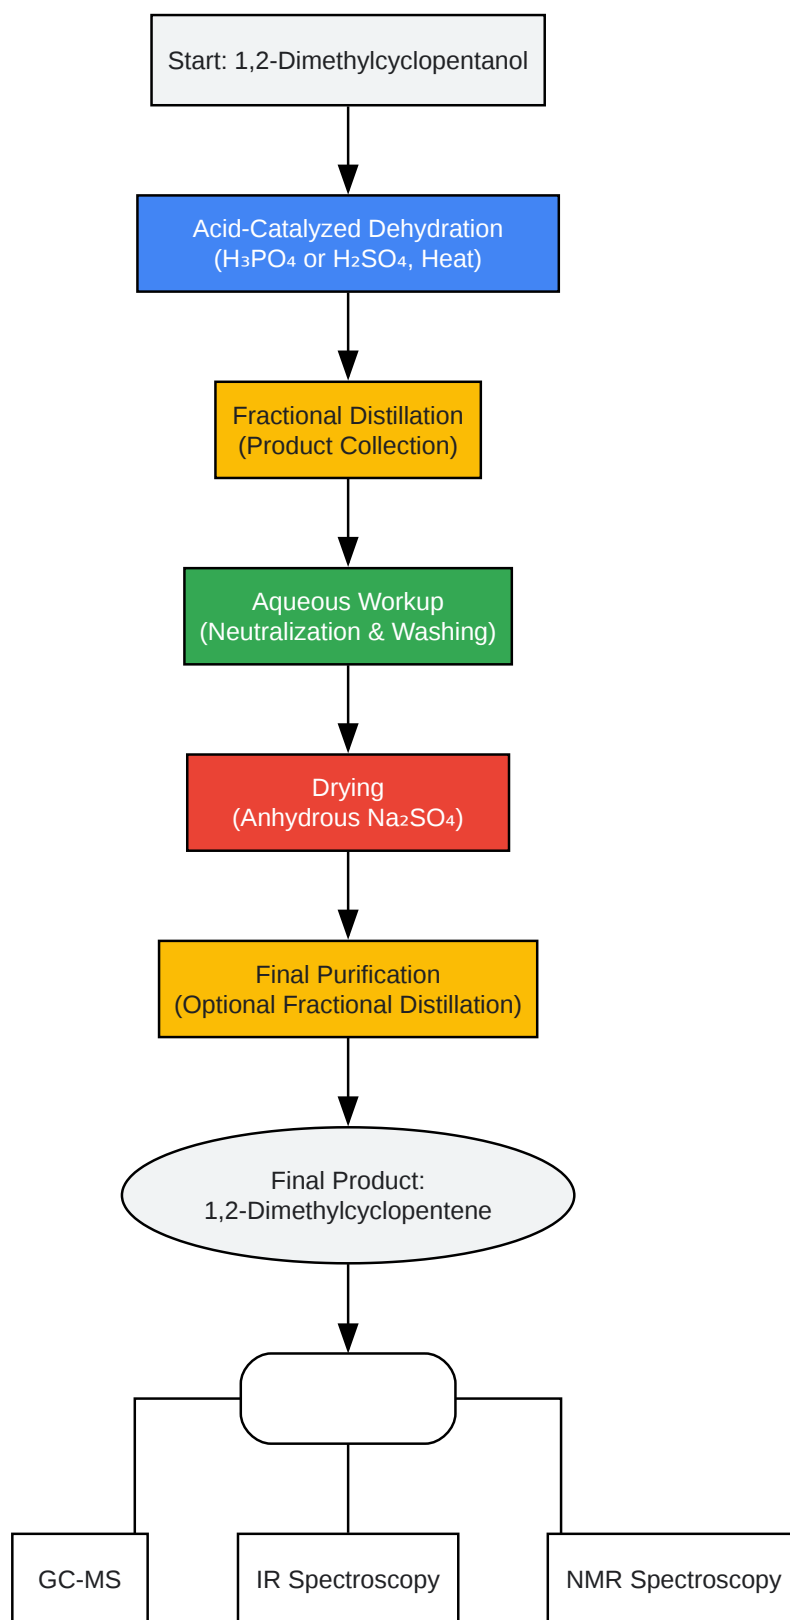 Start: 1,2-Dimethylcyclopentanol
Acid-Catalyzed Dehydration
(H₃PO₄ or H₂SO₄, Heat)
Fractional Distillation
(Product Collection)
Aqueous Workup
(Neutralization & Washing)
Drying
(Anhydrous Na₂SO₄)
Final Purification
(Optional Fractional Distillation)
Final Product:
1,2-Dimethylcyclopentene
GC-MS
IR Spectroscopy
NMR Spectroscopy